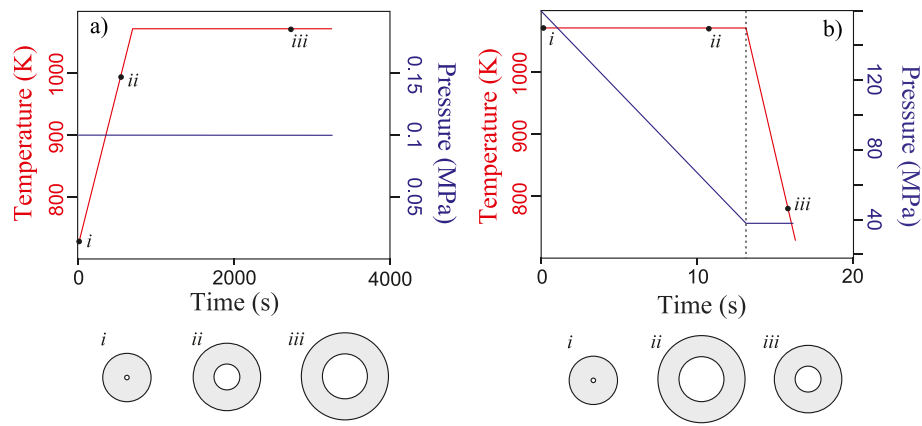 a)
Temperature (K)
1000
900
800
i
ii
iii
0.15
0.1
0.05
Pressure (MPa)
0
2000
4000
Time (s)
i
ii
iii
b)
Temperature (K)
1000
900
800
i
ii
iii
120
80
40
Pressure (MPa)
0
10
20
Time (s)
i
ii
iii